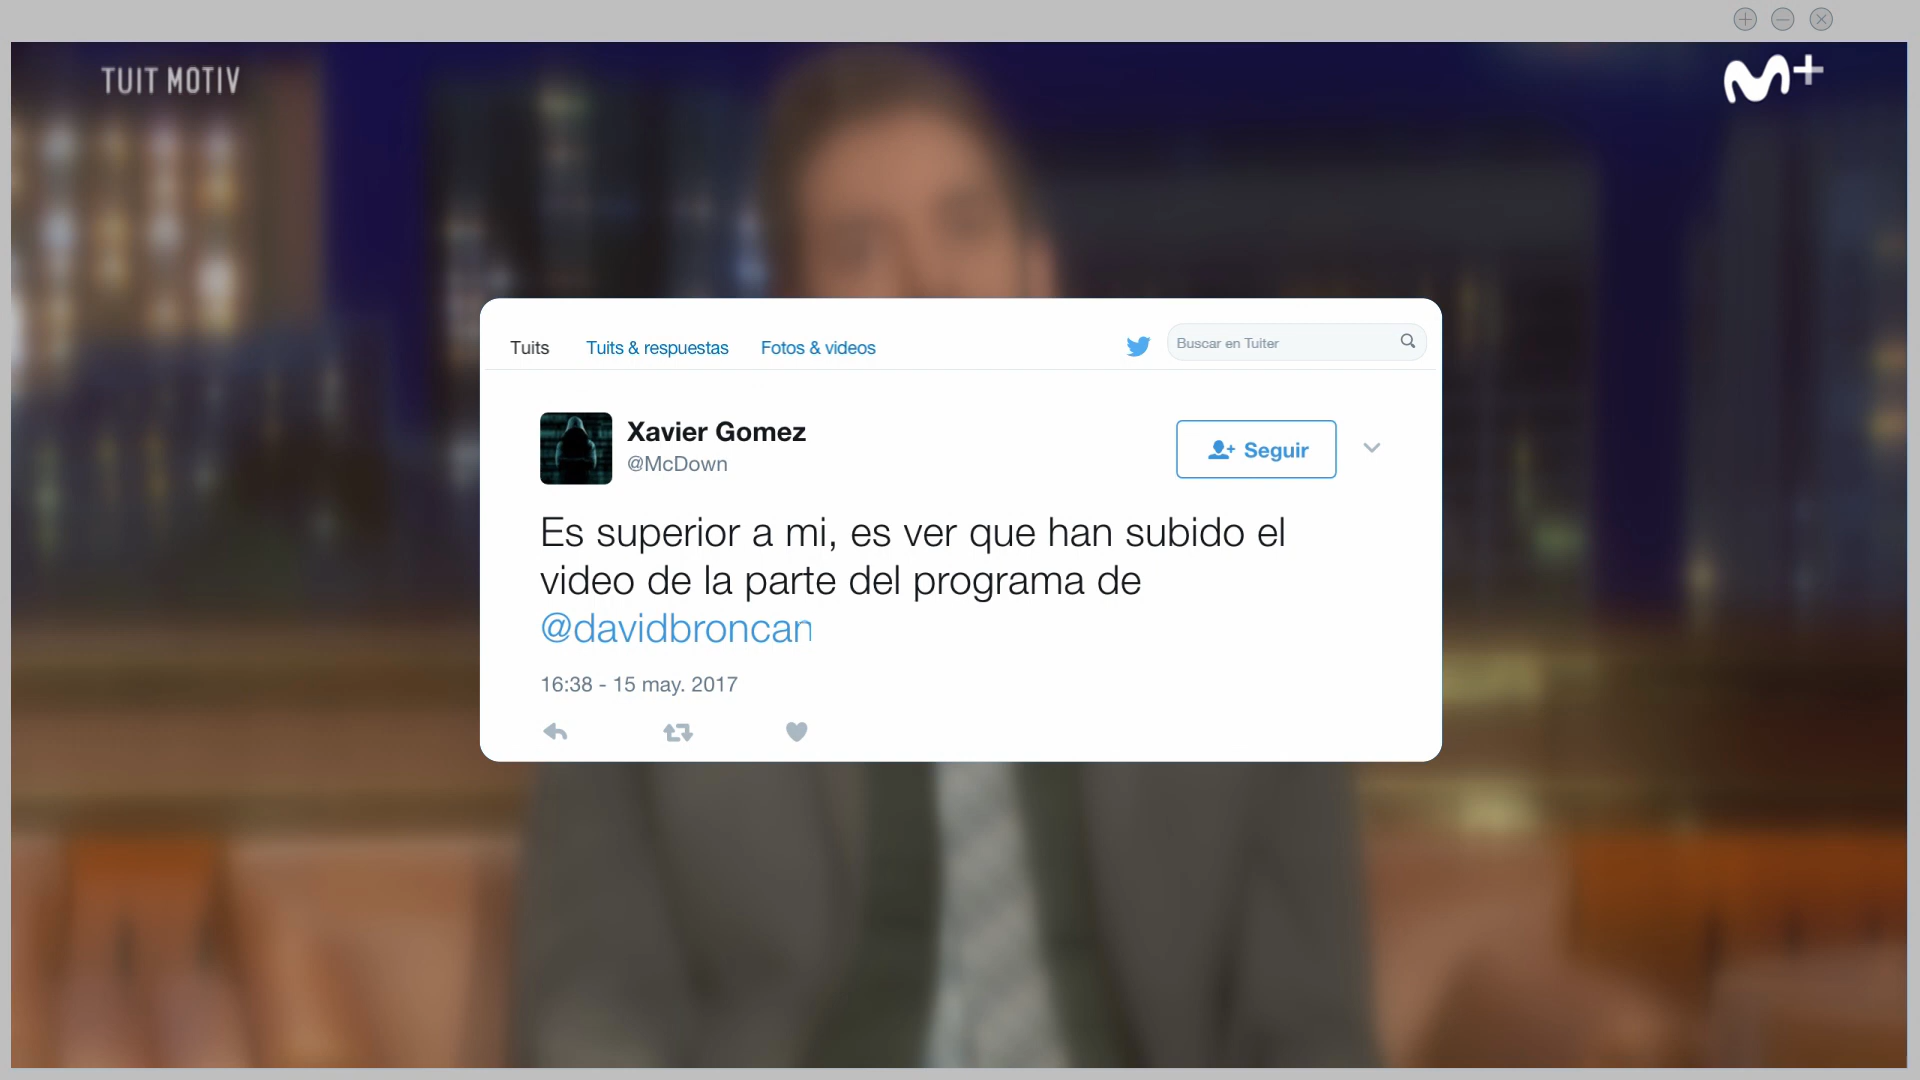 TUIT MOTIV
M+
Tuits Tuits & respuestas Fotos & videos Buscar en Tuiter
Xavier Gomez
@McDown
Seguir
Es superior a mi, es ver que han subido el
video de la parte del programa de
@davidbroncan
16:38 - 15 may. 2017